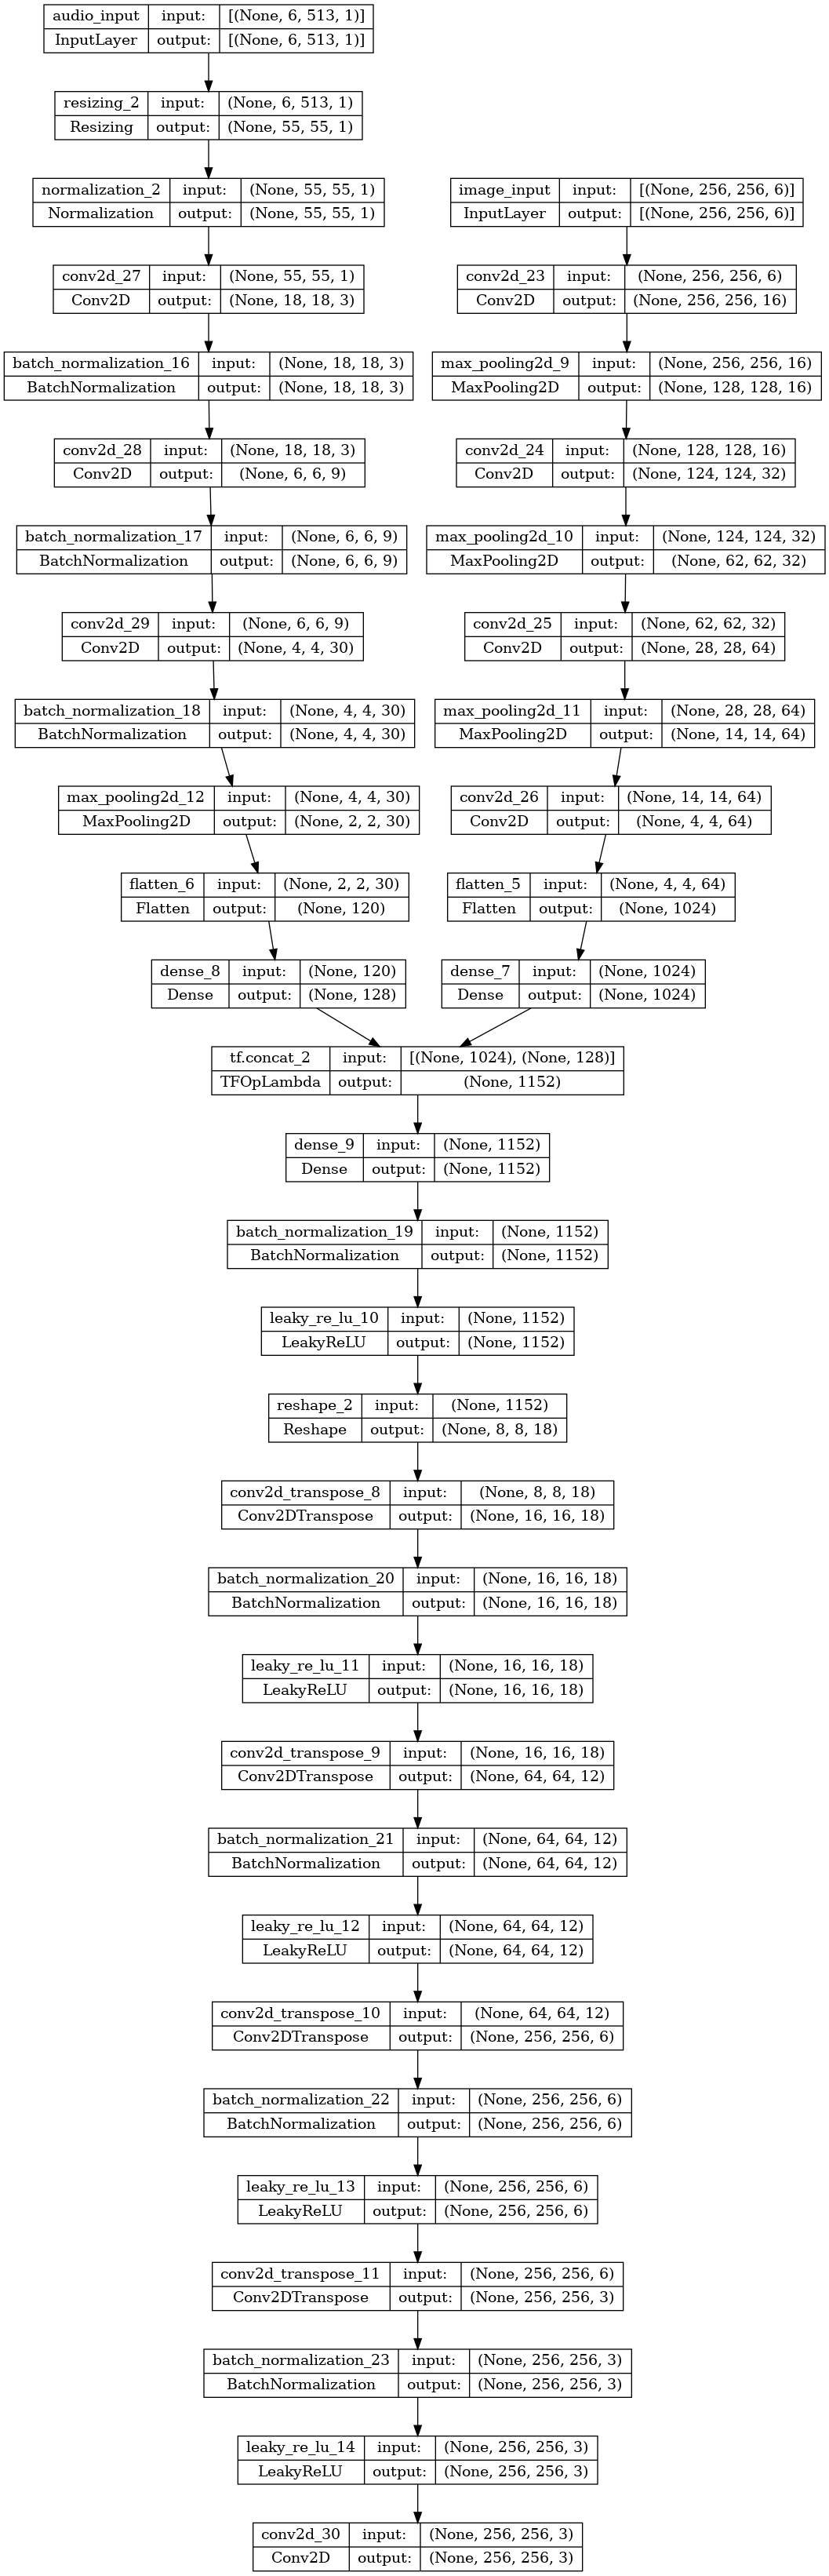 audio_input input: [(None, 6, 513, 1)]
InputLayer output: [(None, 6, 513, 1)]
resizing_2 input: (None, 6, 513, 1)
Resizing output: (None, 55, 55, 1)
normalization_2 input: (None, 55, 55, 1)
Normalization output: (None, 55, 55, 1)
image_input input: [(None, 256, 256, 6)]
InputLayer output: [(None, 256, 256, 6)]
conv2d_27 input: (None, 55, 55, 1)
Conv2D output: (None, 18, 18, 3)
conv2d_23 input: (None, 256, 256, 6)
Conv2D output: (None, 256, 256, 16)
batch_normalization_16 input: (None, 18, 18, 3)
BatchNormalization output: (None, 18, 18, 3)
max_pooling2d_9 input: (None, 256, 256, 16)
MaxPooling2D output: (None, 128, 128, 16)
conv2d_28 input: (None, 18, 18, 3)
Conv2D output: (None, 6, 6, 9)
conv2d_24 input: (None, 128, 128, 16)
Conv2D output: (None, 124, 124, 32)
batch_normalization_17 input: (None, 6, 6, 9)
BatchNormalization output: (None, 6, 6, 9)
max_pooling2d_10 input: (None, 124, 124, 32)
MaxPooling2D output: (None, 62, 62, 32)
conv2d_29 input: (None, 6, 6, 9)
Conv2D output: (None, 4, 4, 30)
conv2d_25 input: (None, 62, 62, 32)
Conv2D output: (None, 28, 28, 64)
batch_normalization_18 input: (None, 4, 4, 30)
BatchNormalization output: (None, 4, 4, 30)
max_pooling2d_11 input: (None, 28, 28, 64)
MaxPooling2D output: (None, 14, 14, 64)
max_pooling2d_12 input: (None, 4, 4, 30)
MaxPooling2D output: (None, 2, 2, 30)
conv2d_26 input: (None, 14, 14, 64)
Conv2D output: (None, 4, 4, 64)
flatten_6 input: (None, 2, 2, 30)
Flatten output: (None, 120)
flatten_5 input: (None, 4, 4, 64)
Flatten output: (None, 1024)
dense_8 input: (None, 120)
Dense output: (None, 128)
dense_7 input: (None, 1024)
Dense output: (None, 1024)
tf.concat_2 input: [(None, 1024), (None, 128)]
TFOpLambda output: (None, 1152)
dense_9 input: (None, 1152)
Dense output: (None, 1152)
batch_normalization_19 input: (None, 1152)
BatchNormalization output: (None, 1152)
leaky_re_lu_10 input: (None, 1152)
LeakyReLU output: (None, 1152)
reshape_2 input: (None, 1152)
Reshape output: (None, 8, 8, 18)
conv2d_transpose_8 input: (None, 8, 8, 18)
Conv2DTranspose output: (None, 16, 16, 18)
batch_normalization_20 input: (None, 16, 16, 18)
BatchNormalization output: (None, 16, 16, 18)
leaky_re_lu_11 input: (None, 16, 16, 18)
LeakyReLU output: (None, 16, 16, 18)
conv2d_transpose_9 input: (None, 16, 16, 18)
Conv2DTranspose output: (None, 64, 64, 12)
batch_normalization_21 input: (None, 64, 64, 12)
BatchNormalization output: (None, 64, 64, 12)
leaky_re_lu_12 input: (None, 64, 64, 12)
LeakyReLU output: (None, 64, 64, 12)
conv2d_transpose_10 input: (None, 64, 64, 12)
Conv2DTranspose output: (None, 256, 256, 6)
batch_normalization_22 input: (None, 256, 256, 6)
BatchNormalization output: (None, 256, 256, 6)
leaky_re_lu_13 input: (None, 256, 256, 6)
LeakyReLU output: (None, 256, 256, 6)
conv2d_transpose_11 input: (None, 256, 256, 6)
Conv2DTranspose output: (None, 256, 256, 3)
batch_normalization_23 input: (None, 256, 256, 3)
BatchNormalization output: (None, 256, 256, 3)
leaky_re_lu_14 input: (None, 256, 256, 3)
LeakyReLU output: (None, 256, 256, 3)
conv2d_30 input: (None, 256, 256, 3)
Conv2D output: (None, 256, 256, 3)